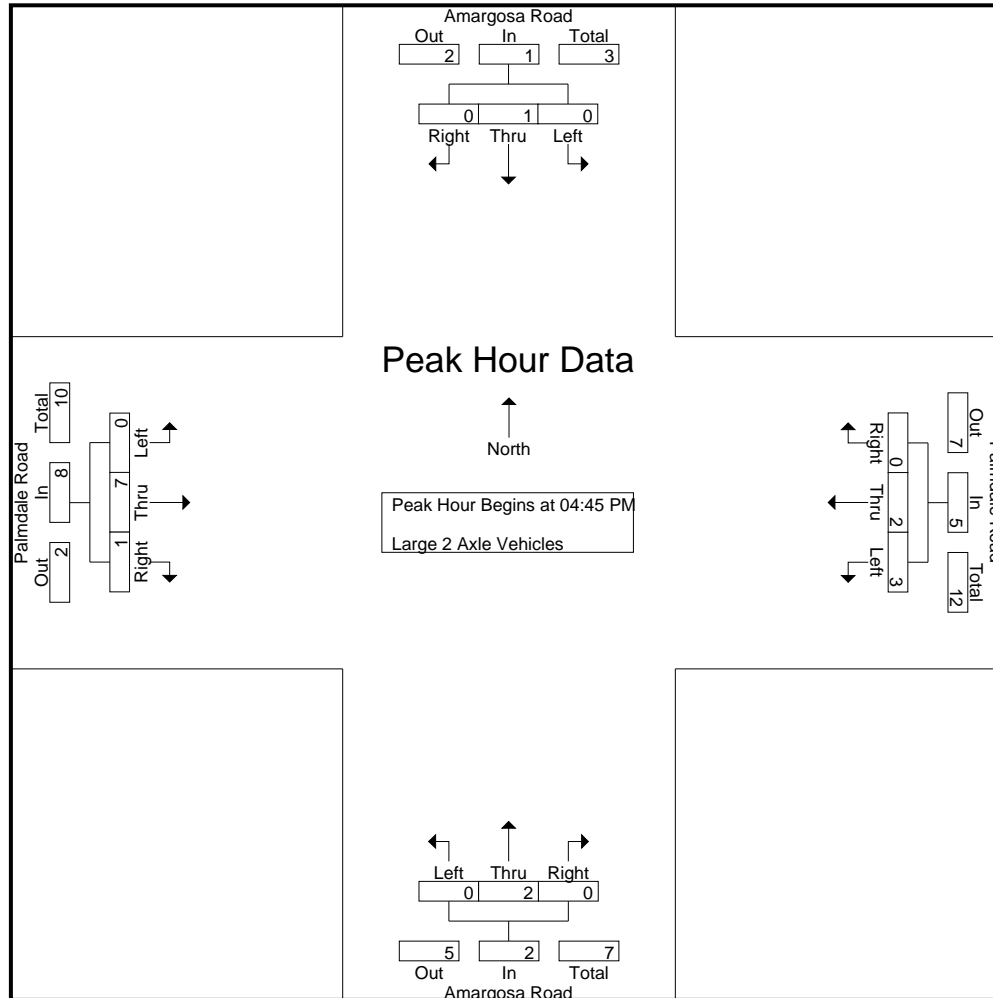 Amargosa Road
Out In Total
2 1 3
0 1 0
Right Thru Left
Peak Hour Data
North
Peak Hour Begins at 04:45 PM
Large 2 Axle Vehicles
Palmdale Road
Total In Out
10 8 2
0 7 1
Left Thru Right
Right Thru Left
0 2 3
7 5 12
Out In Total
Left Thru Right
0 2 0
5 2 7
Out In Total
Amargosa Road